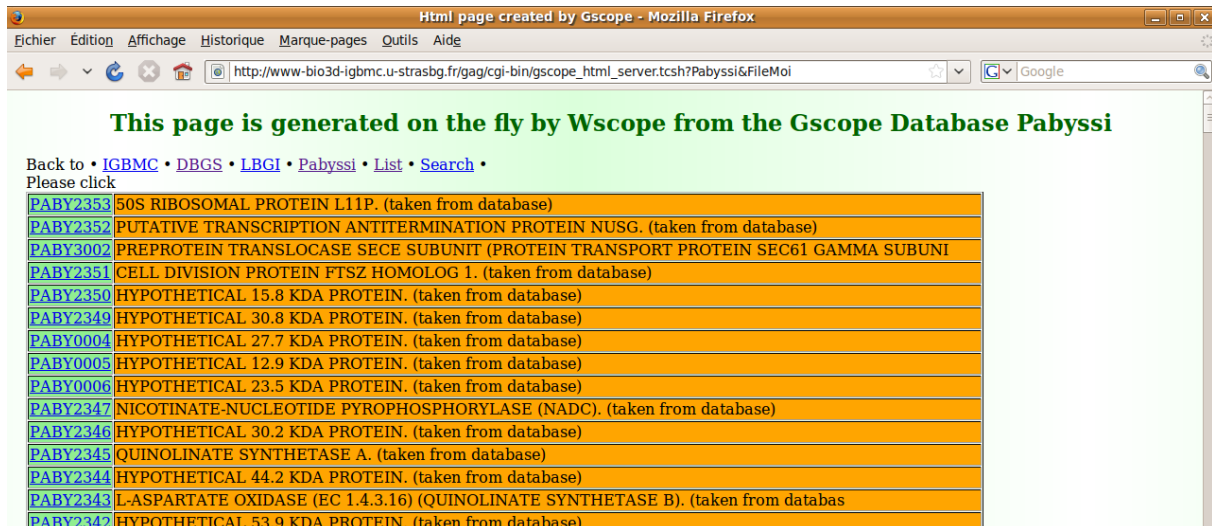 Html page created by Gscope - Mozilla Firefox
Fichier Édition Affichage Historique Marque-pages Outils Aide
http://www-bio3d-igbmc.u-strasbg.fr/gag/cgi-bin/gscope_html_server.tcsh?Pabyssi&FileMoi G Google
This page is generated on the fly by Wscope from the Gscope Database Pabyssi
Back to • IGBMC • DBGS • LBGI • Pabyssi • List • Search •
Please click
PABY2353 50S RIBOSOMAL PROTEIN L11P. (taken from database)
PABY2352 PUTATIVE TRANSCRIPTION ANTITERMINATION PROTEIN NUSG. (taken from database)
PABY3002 PREPROTEIN TRANSLOCASE SECE SUBUNIT (PROTEIN TRANSPORT PROTEIN SEC61 GAMMA SUBUNI
PABY2351 CELL DIVISION PROTEIN FTSZ HOMOLOG 1. (taken from database)
PABY2350 HYPOTHETICAL 15.8 KDA PROTEIN. (taken from database)
PABY2349 HYPOTHETICAL 30.8 KDA PROTEIN. (taken from database)
PABY0004 HYPOTHETICAL 27.7 KDA PROTEIN. (taken from database)
PABY0005 HYPOTHETICAL 12.9 KDA PROTEIN. (taken from database)
PABY0006 HYPOTHETICAL 23.5 KDA PROTEIN. (taken from database)
PABY2347 NICOTINATE-NUCLEOTIDE PYROPHOSPHORYLASE (NADC). (taken from database)
PABY2346 HYPOTHETICAL 30.2 KDA PROTEIN. (taken from database)
PABY2345 QUINOLINATE SYNTHETASE A. (taken from database)
PABY2344 HYPOTHETICAL 44.2 KDA PROTEIN. (taken from database)
PABY2343 L-ASPARTATE OXIDASE (EC 1.4.3.16) (QUINOLINATE SYNTHETASE B). (taken from databas
PABY2342 HYPOTHETICAL 53.9 KDA PROTEIN. (taken from database)